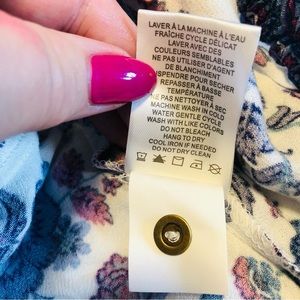 LAVER À LA MACHINE À L'EAU
FRAÎCHE CYCLE DÉLICAT
LAVER AVEC DES
COULEURS SEMBLABLES
NE PAS UTILISER D'AGENT
DE BLANCHIMENT
SUSPENDRE POUR SÉCHER
REPASSER À BASSE
TEMPÉRATURE
NE PAS NETTOYER À SEC
MACHINE WASH IN COLD
WATER GENTLE CYCLE
WASH WITH LIKE COLORS
DO NOT BLEACH
HANG TO DRY
COOL IRON IF NEEDED
DO NOT DRY CLEAN